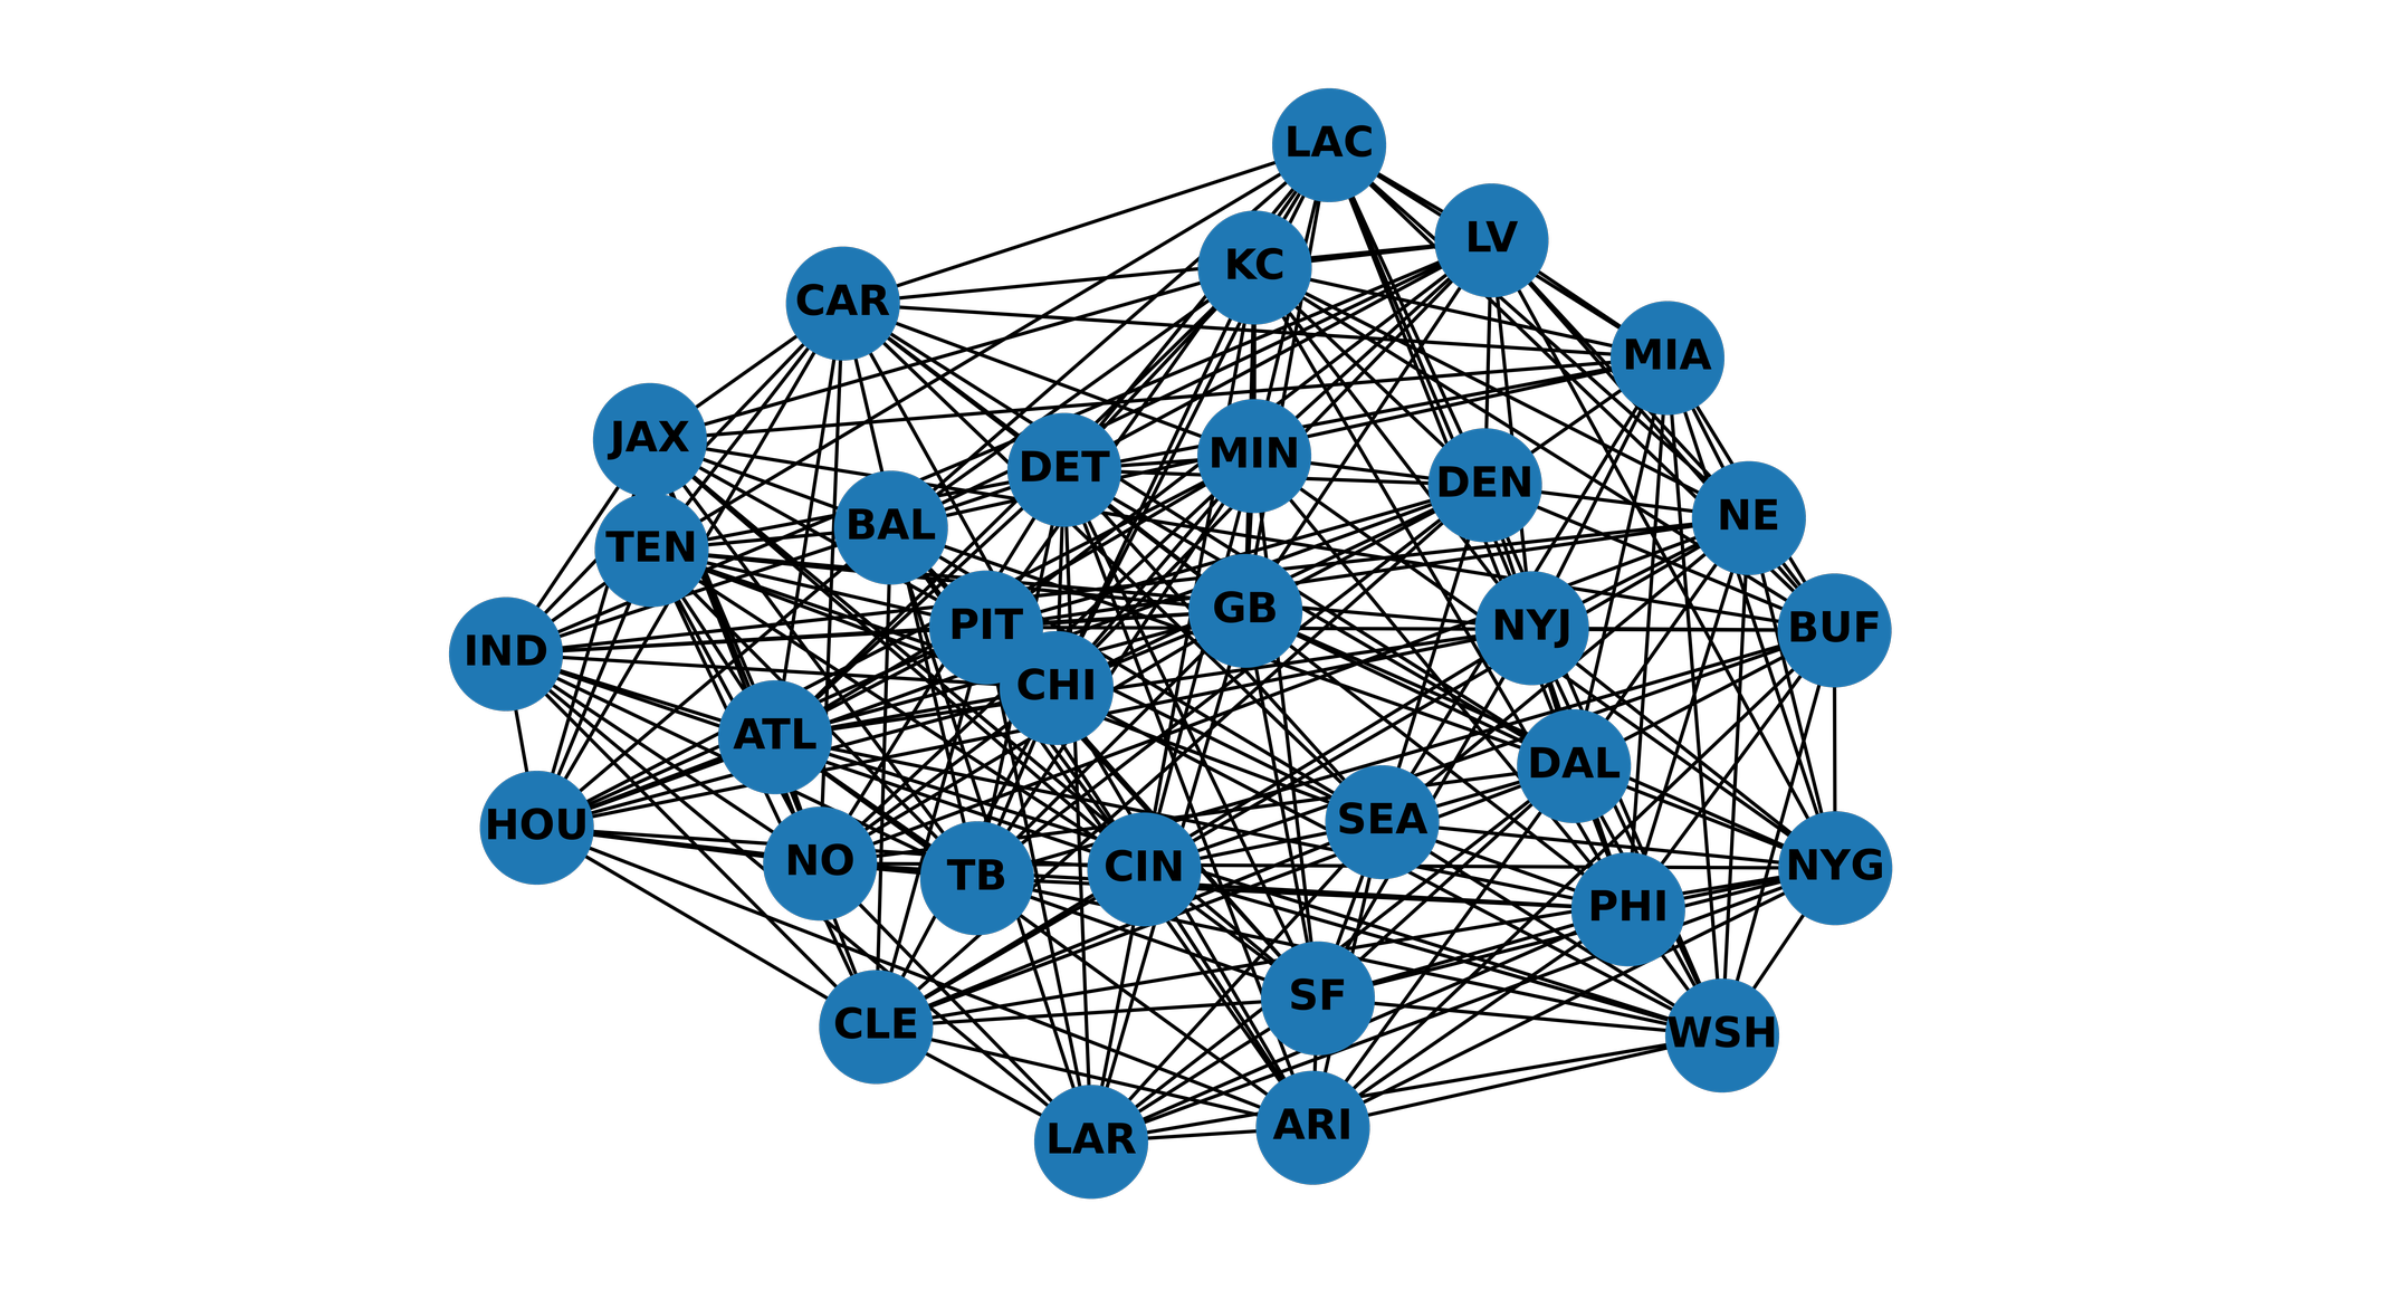 LAC
LV
KC
CAR
MIA
JAX
MIN
DET
DEN
NE
BAL
TEN
GB
PIT
NYJ
BUF
IND
CHI
ATL
DAL
SEA
HOU
NO
CIN
NYG
TB
PHI
SF
CLE
WSH
ARI
LAR